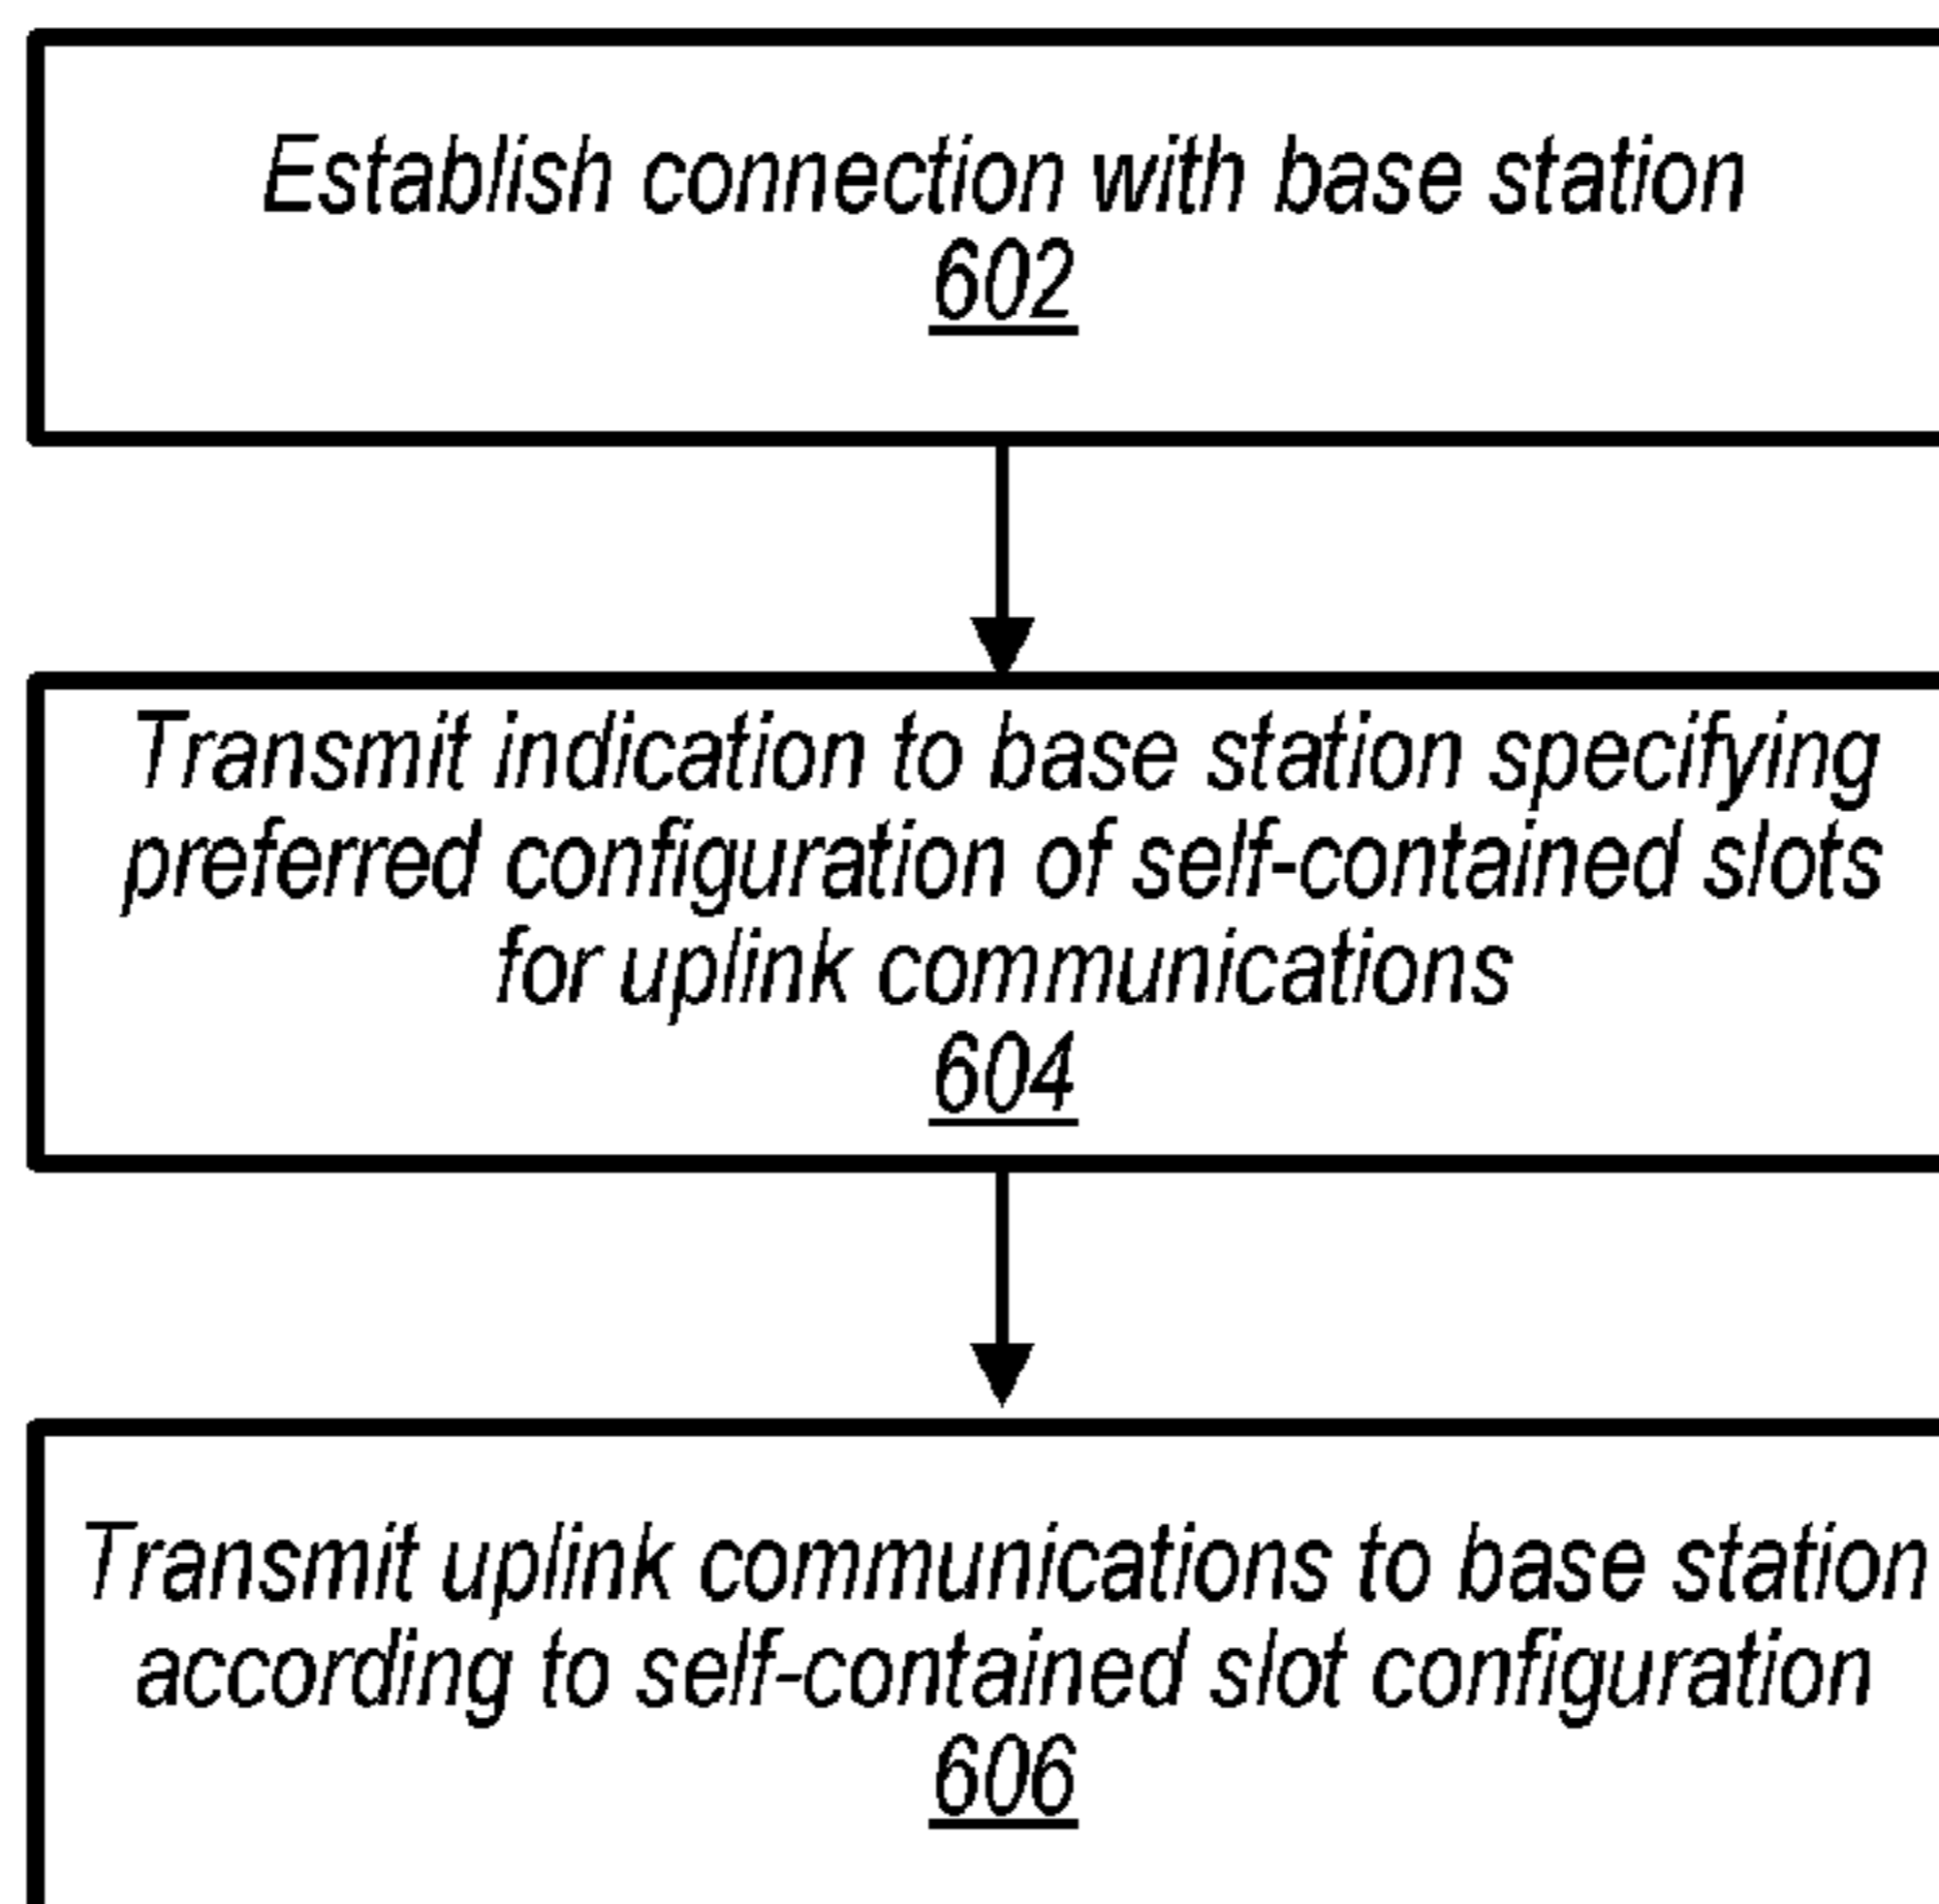 Establish connection with base station
602
Transmit indication to base station specifying
preferred configuration of self-contained slots
for uplink communications
604
Transmit uplink communications to base station
according to self-contained slot configuration
606